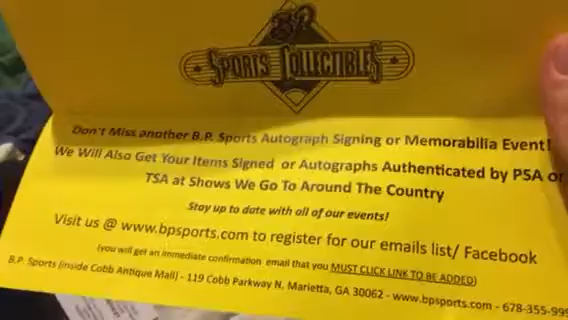 B.P.
SPORTS COLLECTIBLES
Don't Miss another B.P. Sports Autograph Signing or Memorabilia Event!
We Will Also Get Your Items Signed or Autographs Authenticated by PSA or
TSA at Shows We Go To Around The Country
Stay up to date with all of our events!
Visit us @ www.bpsports.com to register for our emails list/ Facebook
(you will get an immediate confirmation email that you MUST CLICK LINK TO BE ADDED)
B.P. Sports (inside Cobb Antique Mall) - 119 Cobb Parkway N, Marietta, GA 30062 - www.bpsports.com - 678-355-999